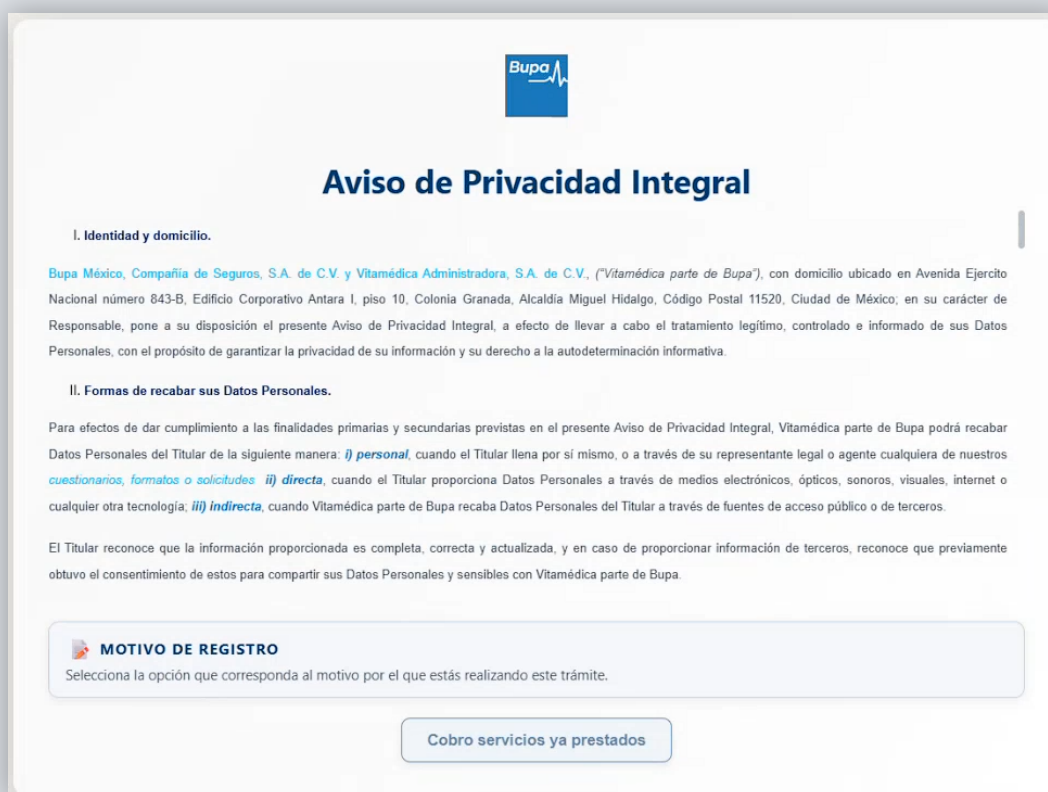 Bupa
Aviso de Privacidad Integral
I. Identidad y domicilio.
Bupa México, Compañia de Seguros, S.A. de C.V. y Vitamédica Administradora, S.A. de C.V., ("Vitamédica parte de Bupa"), con domicilio ubicado en Avenida Ejercito
Nacional número 843-B, Edificio Corporativo Antara I, piso 10, Colonia Granada, Alcaldía Miguel Hidalgo, Código Postal 11520, Ciudad de México; en su carácter de
Responsable, pone a su disposición el presente Aviso de Privacidad Integral, a efecto de llevar a cabo el tratamiento legítimo, controlado e informado de sus Datos
Personales, con el propósito de garantizar la privacidad de su información y su derecho a la autodeterminación informativa.
II. Formas de recabar sus Datos Personales.
Para efectos de dar cumplimiento a las finalidades primarias y secundarias previstas en el presente Aviso de Privacidad Integral, Vitamédica parte de Bupa podrá recabar
Datos Personales del Titular de la siguiente manera: i) personal, cuando el Titular llena por sí mismo, o a través de su representante legal o agente cualquiera de nuestros
cuestionarios, formatos o solicitudes ii) directa, cuando el Titular proporciona Datos Personales a través de medios electrónicos, ópticos, sonoros, visuales, internet o
cualquier otra tecnología; iii) indirecta, cuando Vitamédica parte de Bupa recaba Datos Personales del Titular a través de fuentes de acceso público o de terceros.
El Titular reconoce que la información proporcionada es completa, correcta y actualizada, y en caso de proporcionar información de terceros, reconoce que previamente
obtuvo el consentimiento de estos para compartir sus Datos Personales y sensibles con Vitamédica parte de Bupa.
MOTIVO DE REGISTRO
Selecciona la opción que corresponda al motivo por el que estás realizando este trámite.
Cobro servicios ya prestados